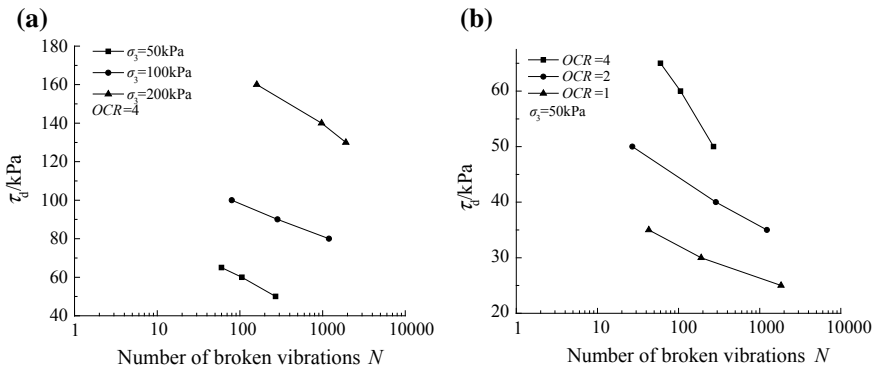 (a)
180
160
140
120
100
80
60
40
τd/kPa
σ3=50kPa
σ3=100kPa
σ3=200kPa
OCR=4
1 10 100 1000 10000
Number of broken vibrations N
(b)
60
50
40
30
20
τd/kPa
OCR=4
OCR=2
OCR=1
σ3=50kPa
1 10 100 1000 10000
Number of broken vibrations N